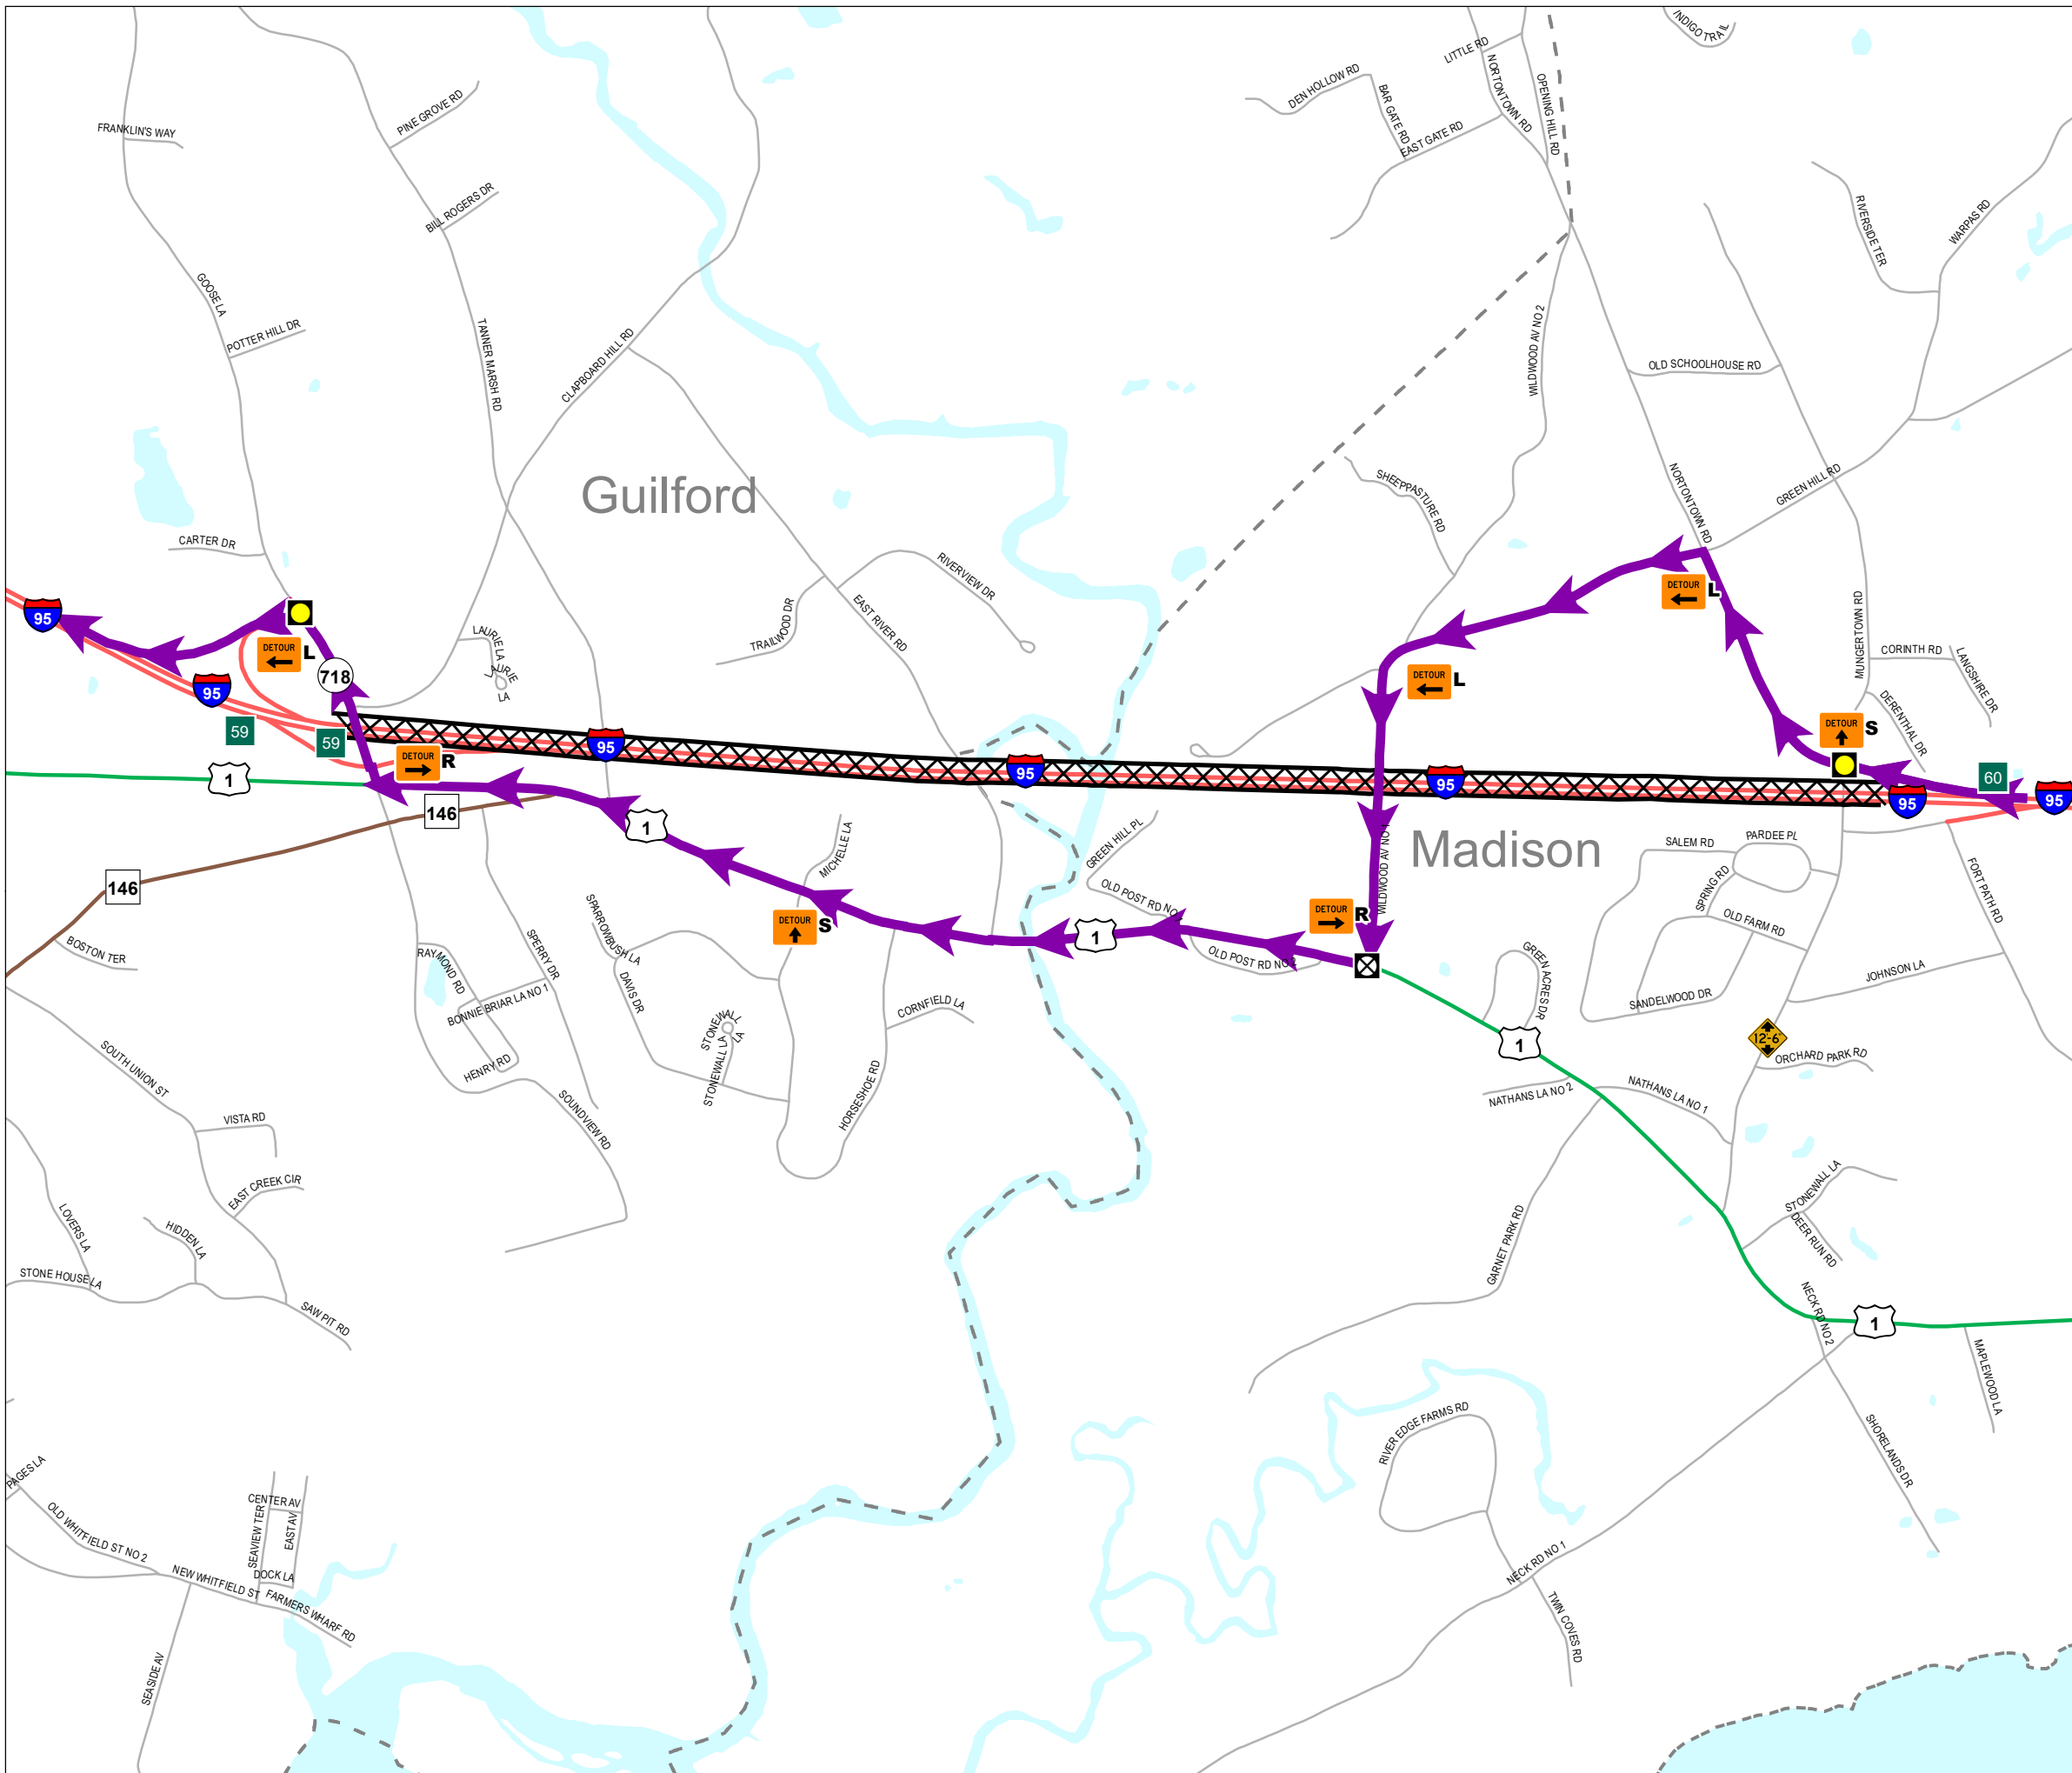 INDIGO TRAIL
LITTLE RD
DEN HOLLOW RD
NORTONTOWN RD
OPENING HILL RD
BAR GATE RD
EAST GATE RD
PINE GROVE RD
FRANKLIN'S WAY
BILL ROGERS DR
RIVERSIDE TER
WARPAS RD
GOOSE LA
POTTER HILL DR
TANNER MARSH RD
CLAPBOARD HILL RD
WILDWOOD AV NO 2
OLD SCHOOLHOUSE RD
Guilford
SHEEPPASTURE RD
NORTONTOWN RD
GREEN HILL RD
CARTER DR
RIVERVIEW DR
TRAILWOOD DR
EAST RIVER RD
DETOUR
L
95
MUNGERTOWN RD
CORINTH RD
LANGSHIRE DR
LAURIE LA
LAURIE
LA
DETOUR
L
718
95
DETOUR
L
DERENTHAL DR
DETOUR
S
59
59
95
DETOUR
R
95
95
60
95
95
1
146
1
MICHELLE LA
GREEN HILL PL
WILDWOOD AV NO 1
Madison
SALEM RD
PARDEE PL
SPRING RD
FORT PATH RD
146
OLD POST RD NO
DETOUR
R
OLD FARM RD
DETOUR
S
1
OLD POST RD NO 2
BOSTON TER
RAYMOND RD
SPERRY DR
SPARROWBUSH LA
DAVIS DR
GREEN ACRES DR
JOHNSON LA
SANDELWOOD DR
BONNIE BRIAR LA NO 1
CORNFIELD LA
STONEWALL
LA
STONEWALL LA
1
12'-6"
ORCHARD PARK RD
SOUTH UNION ST
HENRY RD
SOUNDVIEW RD
HORSESHOE RD
NATHANS LA NO 2
NATHANS LA NO 1
VISTA RD
EAST CREEK CIR
STONEWALL LA
DEER RUN RD
LOVERS LA
HIDDEN LA
GARNET PARK RD
STONE HOUSE LA
SAW PIT RD
NECK RD NO 2
1
MAPLEWOOD LA
RIVER EDGE FARMS RD
SHORELANDS DR
PAGES LA
CENTER AV
OLD WHITFIELD ST NO 2
SEAVIEW TER
EAST AV
DOCK LA
NEW WHITFIELD ST
FARMERS WHARF RD
NECK RD NO 1
TWIN COVES RD
SEASIDE AV